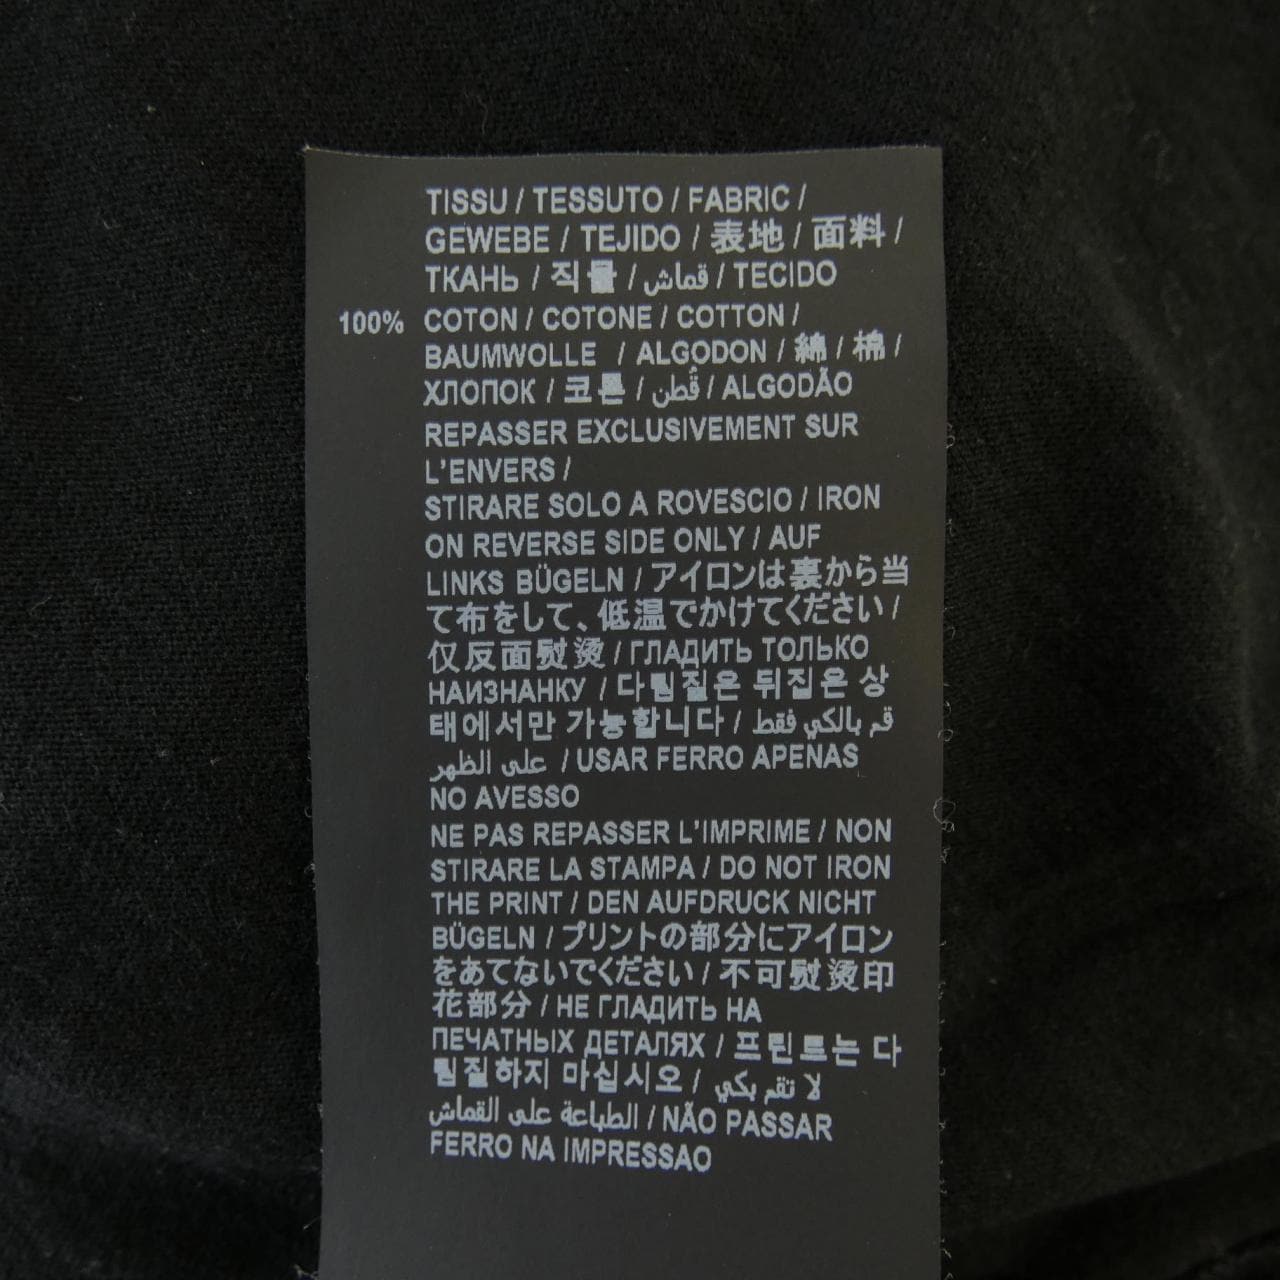 TISSU / TESSUTO / FABRIC /
GEWEBE / TEJIDO / 表地 / 面料 /
ТКАНЬ / 직물 / قماش / TECIDO
100% COTON / COTONE / COTTON /
BAUMWOLLE / ALGODON / 綿 / 棉 /
ХЛОПОК / 코튼 / قُطن / ALGODÃO
REPASSER EXCLUSIVEMENT SUR
L'ENVERS /
STIRARE SOLO A ROVESCIO / IRON
ON REVERSE SIDE ONLY / AUF
LINKS BÜGELN / アイロンは裏から当
て布をして、低温でかけてください /
仅反面熨烫 / ГЛАДИТЬ ТОЛЬКО
НАИЗНАНКУ / 다림질은 뒤집은 상
태에서만 가능합니다 / قم بالكي فقط
على الظهر / USAR FERRO APENAS
NO AVESSO
NE PAS REPASSER L'IMPRIME / NON
STIRARE LA STAMPA / DO NOT IRON
THE PRINT / DEN AUFDRUCK NICHT
BÜGELN / プリントの部分にアイロン
をあてないでください / 不可熨烫印
花部分 / НЕ ГЛАДИТЬ НА
ПЕЧАТНЫХ ДЕТАЛЯХ / 프린트는 다
림질하지 마십시오 / لا تقم بكي
الطباعة على القماش / NÃO PASSAR
FERRO NA IMPRESSAO